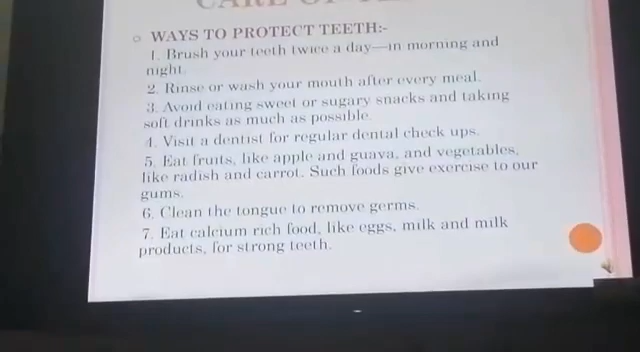 WAYS TO PROTECT TEETH:-
1. Brush your teeth twice a day—in morning and
night.
2. Rinse or wash your mouth after every meal.
3. Avoid eating sweet or sugary snacks and taking
soft drinks as much as possible.
4. Visit a dentist for regular dental check ups.
5. Eat fruits, like apple and guava, and vegetables,
like radish and carrot. Such foods give exercise to our
gums.
6. Clean the tongue to remove germs.
7. Eat calcium rich food, like eggs, milk and milk
products, for strong teeth.